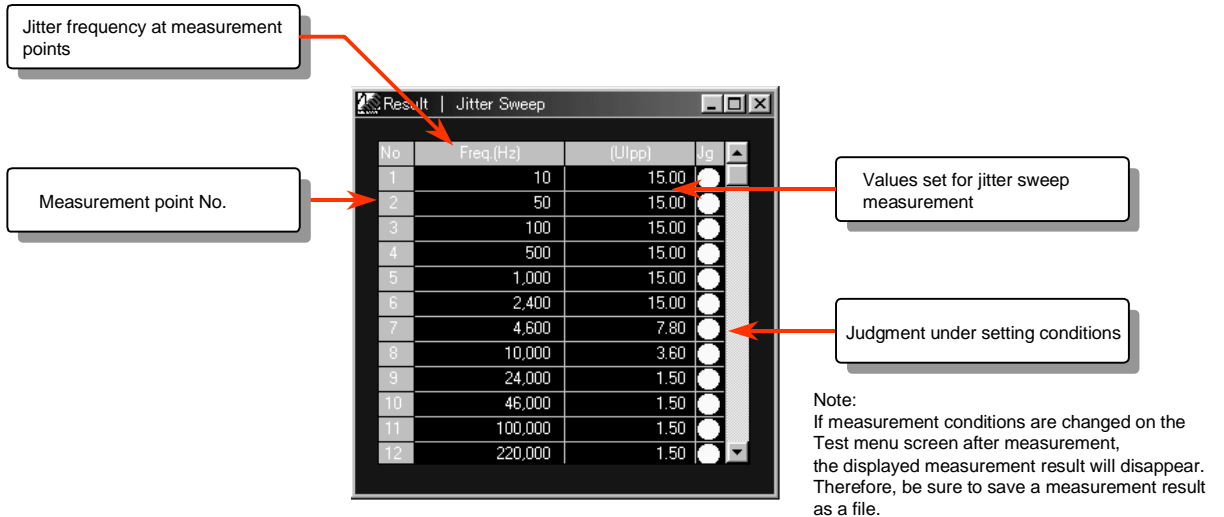 Jitter frequency at measurement
points
Result | Jitter Sweep
No Freq.(Hz) (UIpp) Jg
1 10 15.00
2 50 15.00
3 100 15.00
4 500 15.00
5 1,000 15.00
6 2,400 15.00
7 4,600 7.80
8 10,000 3.60
9 24,000 1.50
10 46,000 1.50
11 100,000 1.50
12 220,000 1.50
Measurement point No.
Values set for jitter sweep
measurement
Judgment under setting conditions
Note:
If measurement conditions are changed on the
Test menu screen after measurement,
the displayed measurement result will disappear.
Therefore, be sure to save a measurement result
as a file.